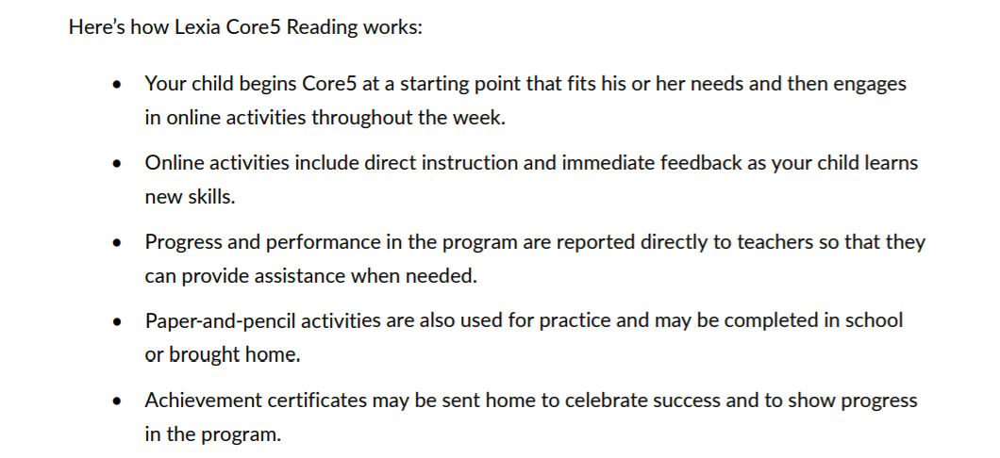 Here’s how Lexia Core5 Reading works:
• Your child begins Core5 at a starting point that fits his or her needs and then engages
in online activities throughout the week.
• Online activities include direct instruction and immediate feedback as your child learns
new skills.
• Progress and performance in the program are reported directly to teachers so that they
can provide assistance when needed.
• Paper-and-pencil activities are also used for practice and may be completed in school
or brought home.
• Achievement certificates may be sent home to celebrate success and to show progress
in the program.